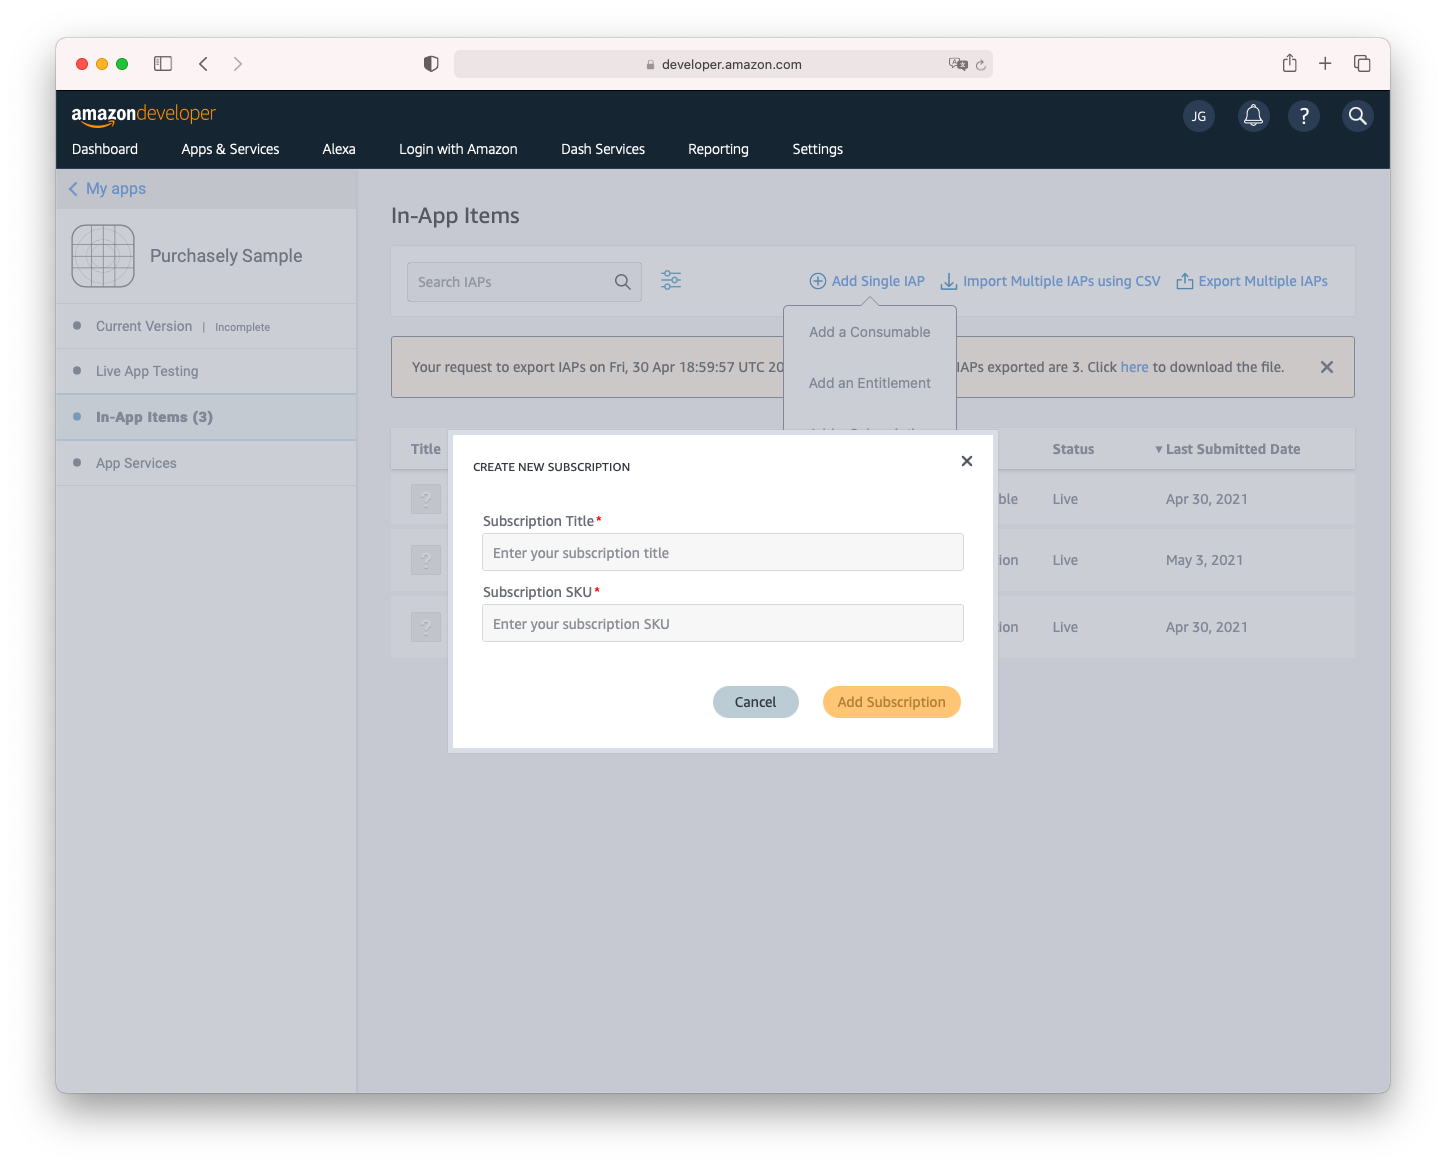 developer.amazon.com
amazondeveloper
JG
?
Dashboard
Apps & Services
Alexa
Login with Amazon
Dash Services
Reporting
Settings
My apps
Purchasely Sample
Current Version | Incomplete
Live App Testing
In-App Items (3)
App Services
In-App Items
Search IAPs
Add Single IAP
Import Multiple IAPs using CSV
Export Multiple IAPs
Add a Consumable
Add an Entitlement
Your request to export IAPs on Fri, 30 Apr 18:59:57 UTC 20
IAPs exported are 3. Click here to download the file.
Title
Status
▾ Last Submitted Date
? ble Live Apr 30, 2021
? ion Live May 3, 2021
? ion Live Apr 30, 2021
CREATE NEW SUBSCRIPTION
Subscription Title*
Enter your subscription title
Subscription SKU*
Enter your subscription SKU
Cancel
Add Subscription